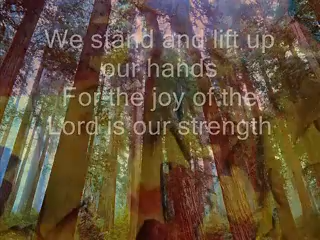 We stand and lift up
our hands
For the joy of the
Lord is our strength